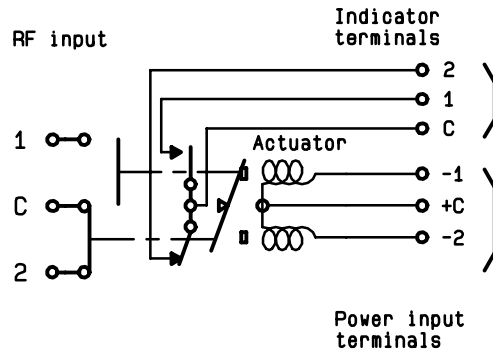 RF input
Indicator
terminals
2
1
C
Actuator
1
C
2
-1
+C
-2
Power input
terminals